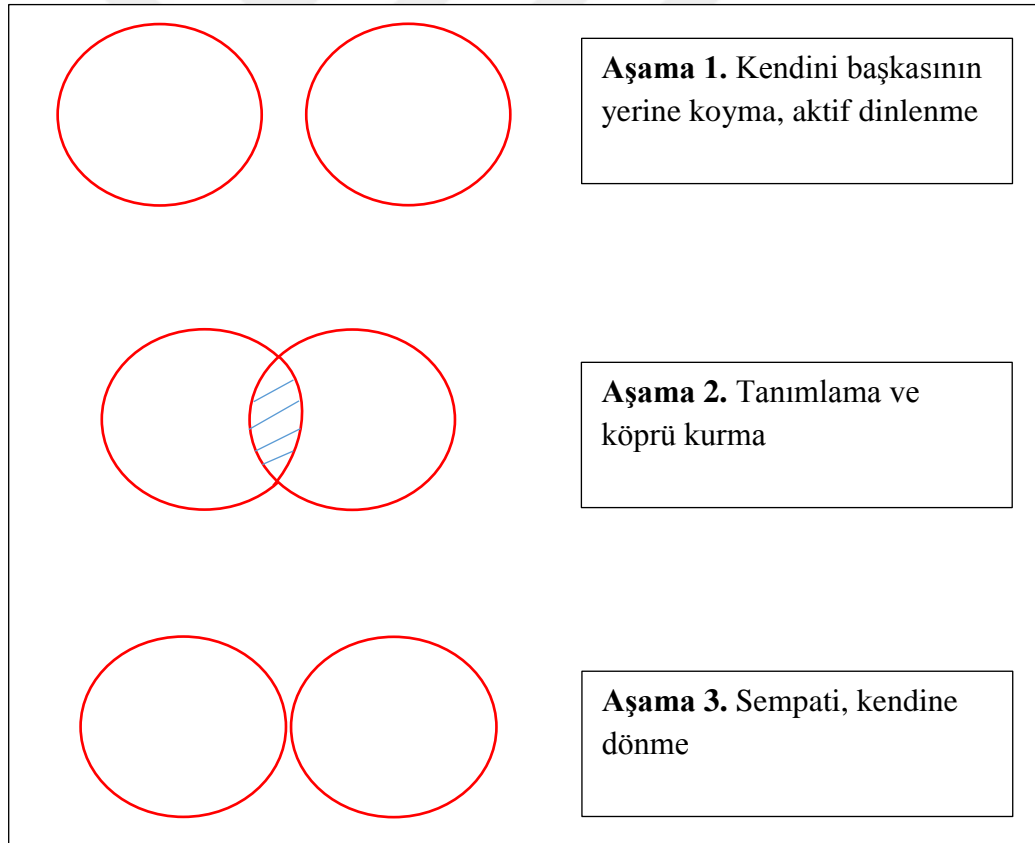 Aşama 1. Kendini başkasının
yerine koyma, aktif dinlenme
Aşama 2. Tanımlama ve
köprü kurma
Aşama 3. Sempati, kendine
dönme